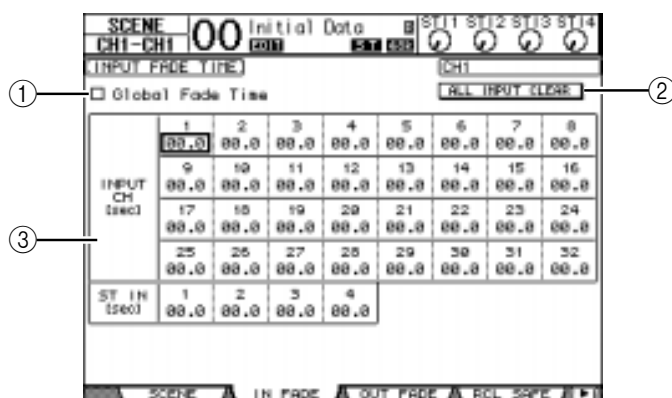 SCENE 00 Initial Data ST11 ST12 ST13 ST14
CH1-CH1 EDIT ST 48k
INPUT FADE TIME CH1
① Global Fade Time ALL INPUT CLEAR ②
1 2 3 4 5 6 7 8
00.0 00.0 00.0 00.0 00.0 00.0 00.0 00.0
9 10 11 12 13 14 15 16
INPUT CH [sec] 00.0 00.0 00.0 00.0 00.0 00.0 00.0 00.0
17 18 19 20 21 22 23 24
00.0 00.0 00.0 00.0 00.0 00.0 00.0 00.0
③
25 26 27 28 29 30 31 32
00.0 00.0 00.0 00.0 00.0 00.0 00.0 00.0
ST IN [sec] 1 2 3 4
00.0 00.0 00.0 00.0
SCENE IN FADE OUT FADE RCL SAFE